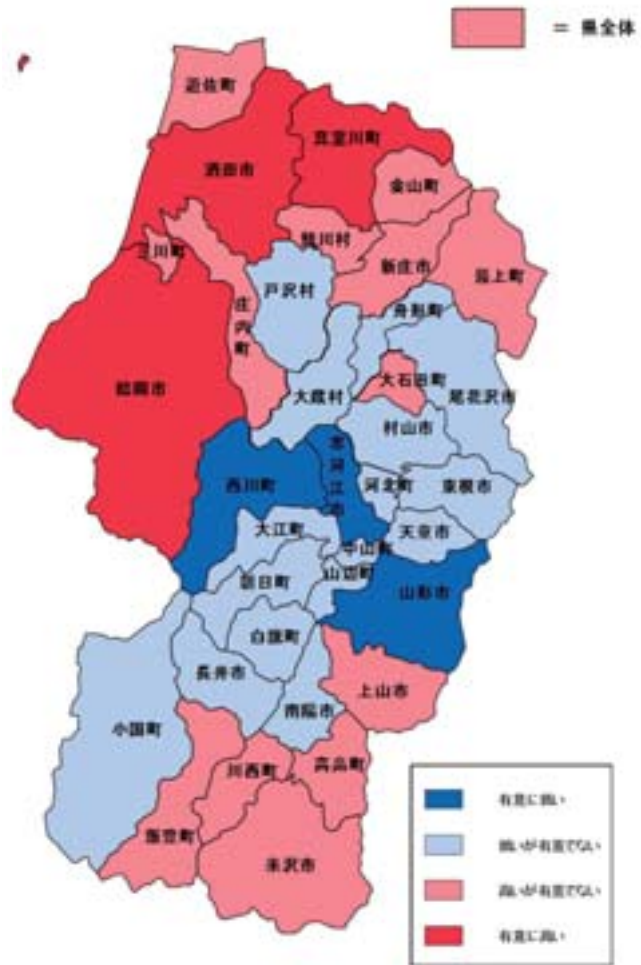 = 県全体
遊佐町
酒田市
真室川町
金山町
鮭川村
新庄市
最上町
三川町
庄内町
戸沢村
舟形町
鶴岡市
大蔵村
大石田町
尾花沢市
村山市
西川町
寒河江市
河北町
東根市
大江町
中山町
天童市
朝日町
山辺町
山形市
白鷹町
長井市
上山市
小国町
南陽市
川西町
高畠町
飯豊町
米沢市
有意に低い
低いが有意でない
高いが有意でない
有意に高い